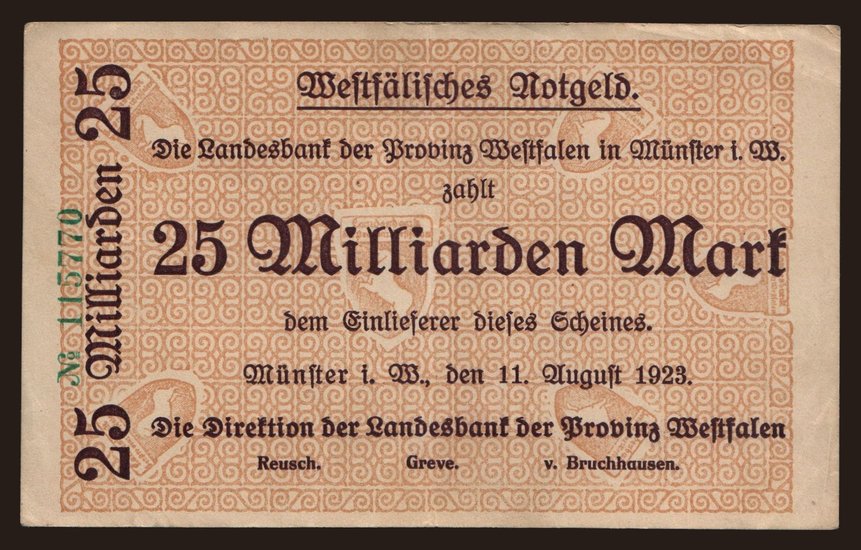 Westfälisches Notgeld.
Die Landesbank der Provinz Westfalen in Münster i. W.
zahlt
25 Milliarden Mark
dem Einlieferer dieses Scheines.
Münster i. W., den 11. August 1923.
Die Direktion der Landesbank der Provinz Westfalen
Reusch. Greve. v. Bruchhausen.
25 Milliarden 25
№ 115770